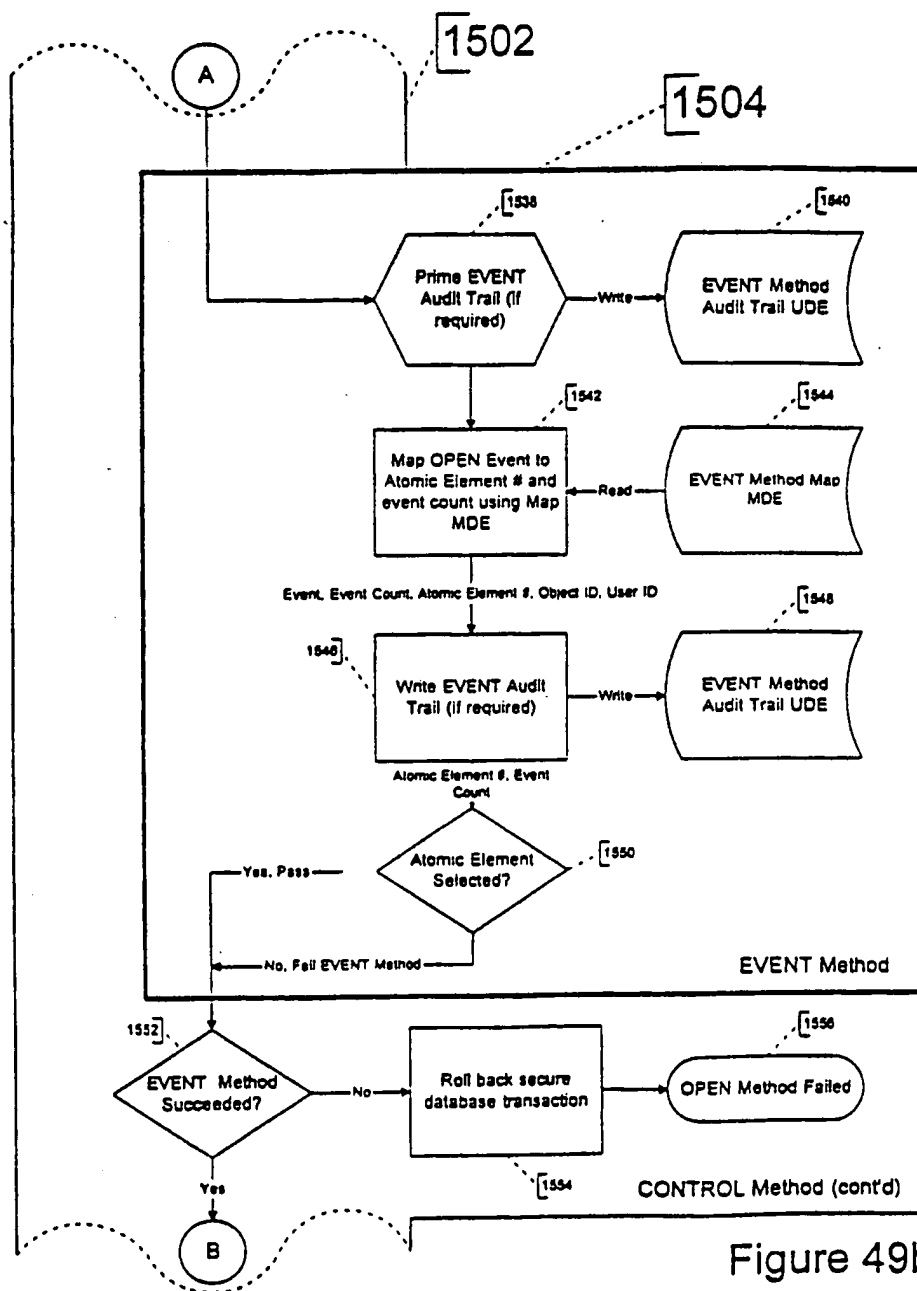 A
1502
1504
1538
1540
Prime EVENT
Audit Trail (if
required)
Write
EVENT Method
Audit Trail UDE
1542
1544
Map OPEN Event to
Atomic Element # and
event count using Map
MDE
Read
EVENT Method Map
MDE
Event, Event Count, Atomic Element #, Object ID, User ID
1546
1548
Write EVENT Audit
Trail (if required)
Write
EVENT Method
Audit Trail UDE
Atomic Element #, Event
Count
1550
Atomic Element
Selected?
Yes, Pass
No, Fail EVENT Method
EVENT Method
1552
1556
EVENT Method
Succeeded?
No
Roll back secure
database transaction
OPEN Method Failed
1554
Yes
CONTROL Method (cont'd)
B
Figure 49b